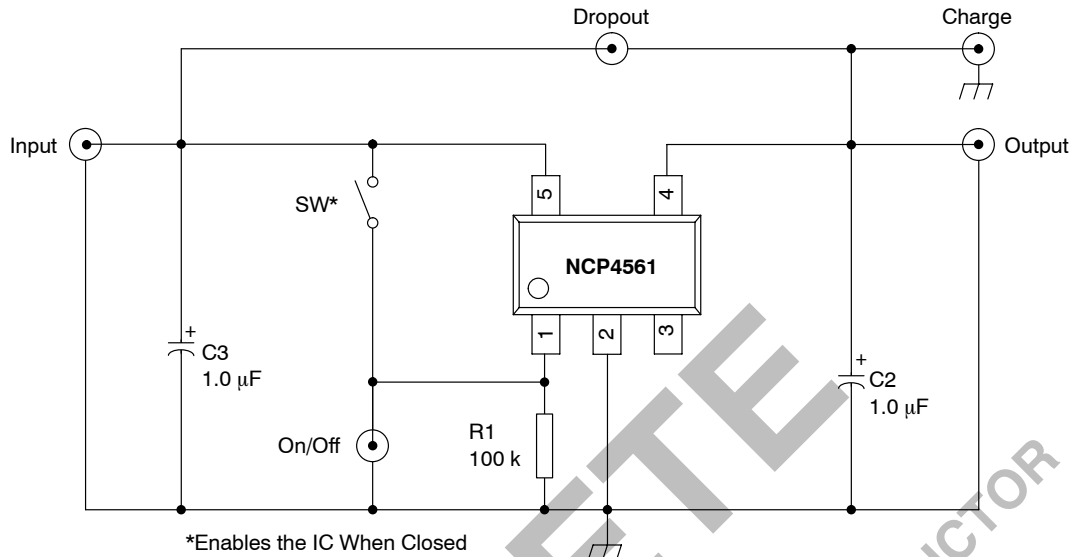 Dropout
Charge
Input
Output
SW*
5
4
NCP4561
1
2
3
+
C3
1.0 µF
+
C2
1.0 µF
On/Off
R1
100 k
*Enables the IC When Closed